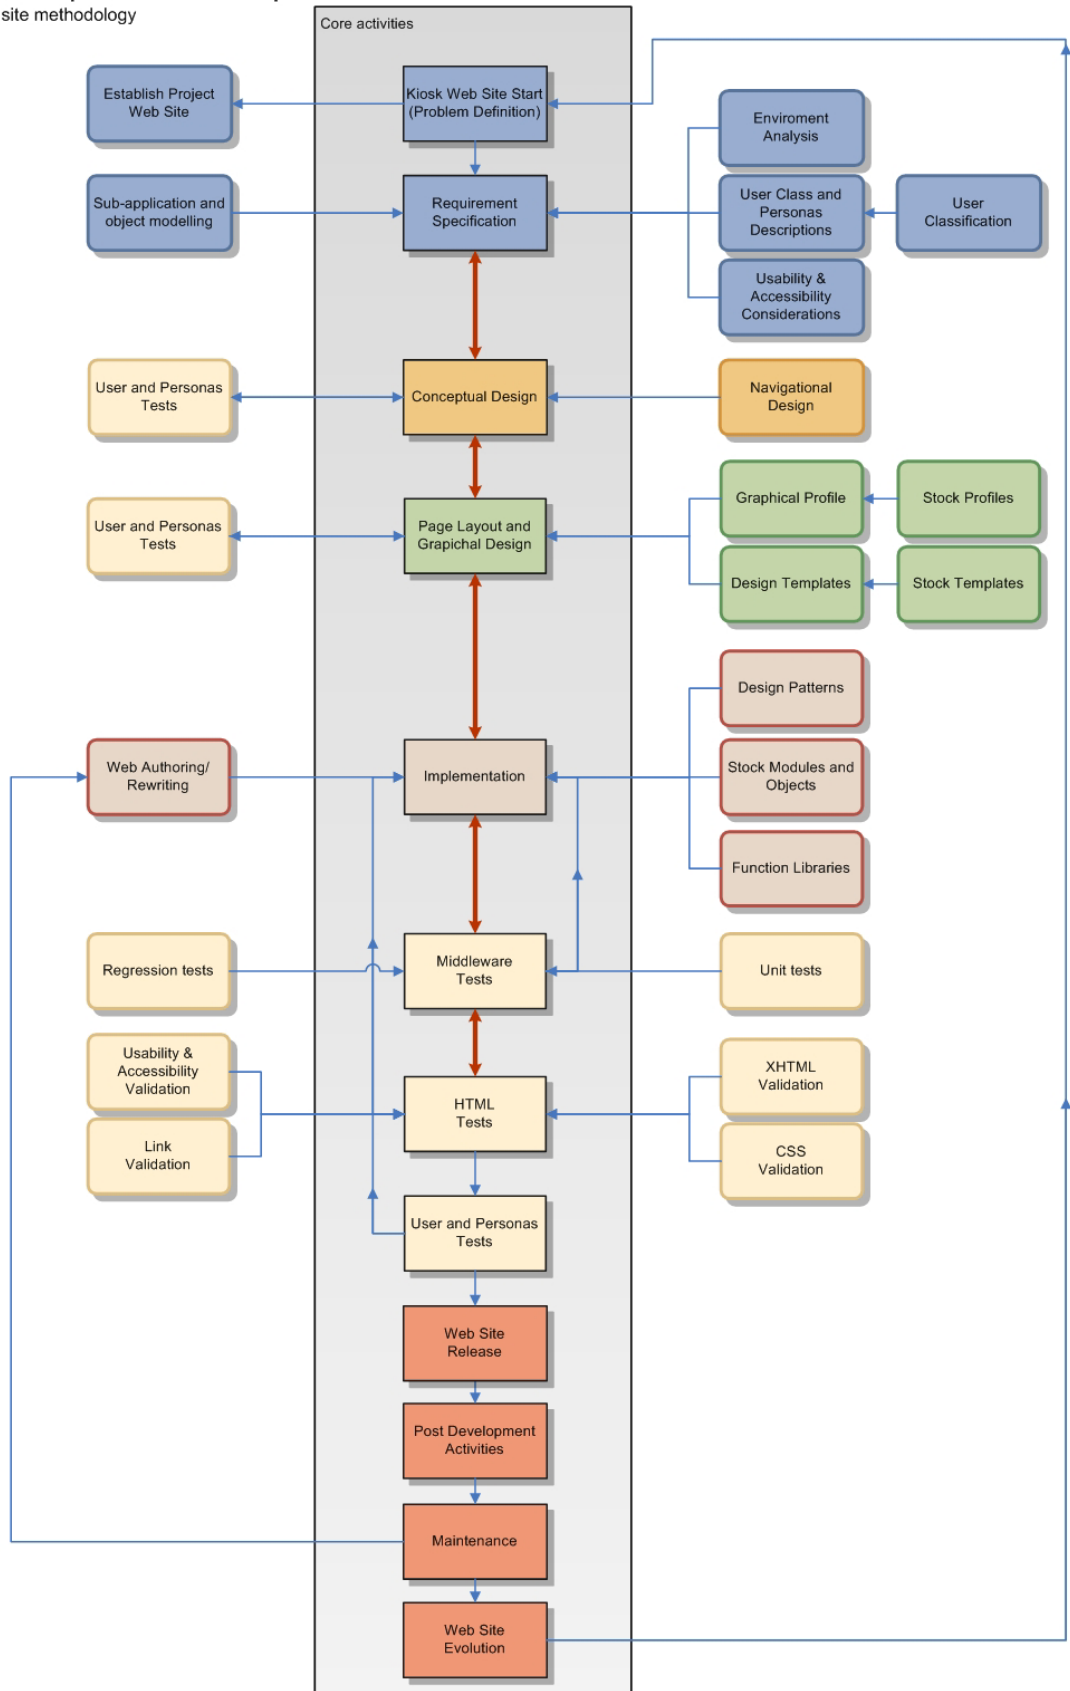 site methodology
Core activities
Establish Project
Web Site
Kiosk Web Site Start
(Problem Definition)
Enviroment
Analysis
Sub-application and
object modelling
Requirement
Specification
User Class and
Personas
Descriptions
User
Classification
Usability &
Accessibility
Considerations
User and Personas
Tests
Conceptual Design
Navigational
Design
User and Personas
Tests
Page Layout and
Grapichal Design
Graphical Profile
Stock Profiles
Design Templates
Stock Templates
Design Patterns
Web Authoring/
Rewriting
Implementation
Stock Modules and
Objects
Function Libraries
Regression tests
Middleware
Tests
Unit tests
Usability &
Accessibility
Validation
XHTML
Validation
HTML
Tests
Link
Validation
CSS
Validation
User and Personas
Tests
Web Site
Release
Post Development
Activities
Maintenance
Web Site
Evolution